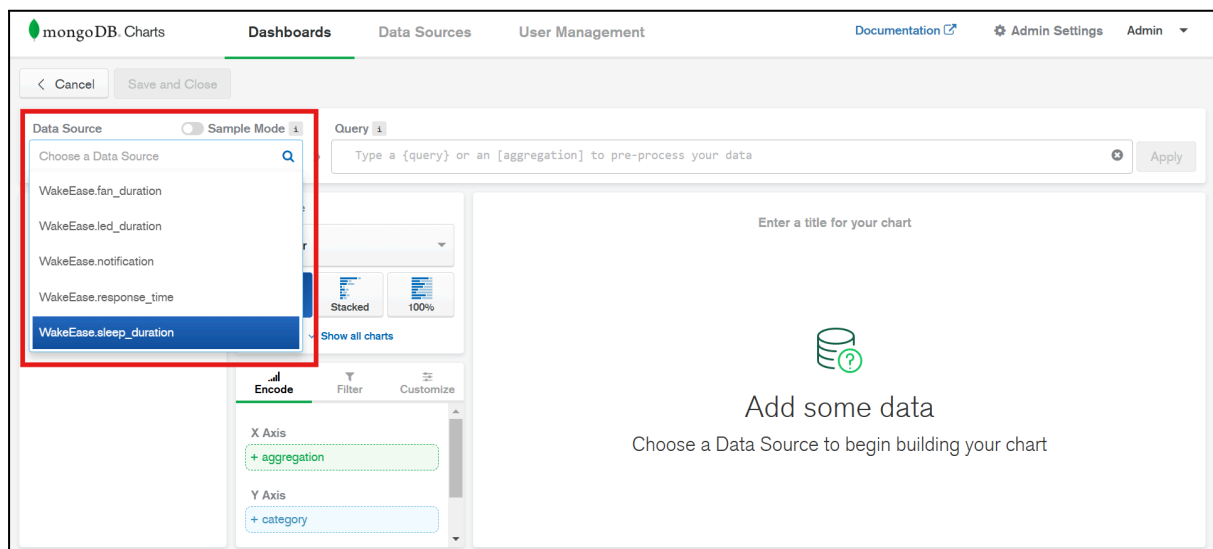 mongoDB. Charts Dashboards Data Sources User Management Documentation Admin Settings Admin
Cancel Save and Close
Data Source Sample Mode i Query i
Choose a Data Source Type a {query} or an [aggregation] to pre-process your data Apply
WakeEase.fan_duration
WakeEase.led_duration
WakeEase.notification
WakeEase.response_time
WakeEase.sleep_duration
Stacked 100%
Show all charts
Encode Filter Customize
X Axis
+ aggregation
Y Axis
+ category
Enter a title for your chart
Add some data
Choose a Data Source to begin building your chart